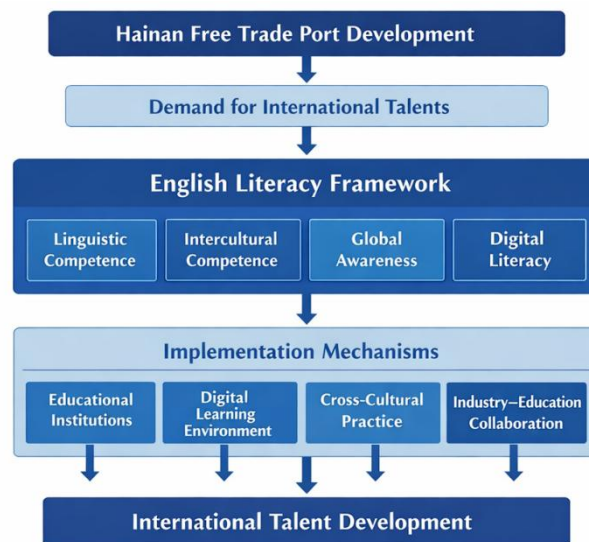 Hainan Free Trade Port Development
Demand for International Talents
English Literacy Framework
Linguistic
Competence
Intercultural
Competence
Global
Awareness
Digital
Literacy
Implementation Mechanisms
Educational
Institutions
Digital
Learning
Environment
Cross-Cultural
Practice
Industry–Education
Collaboration
International Talent Development